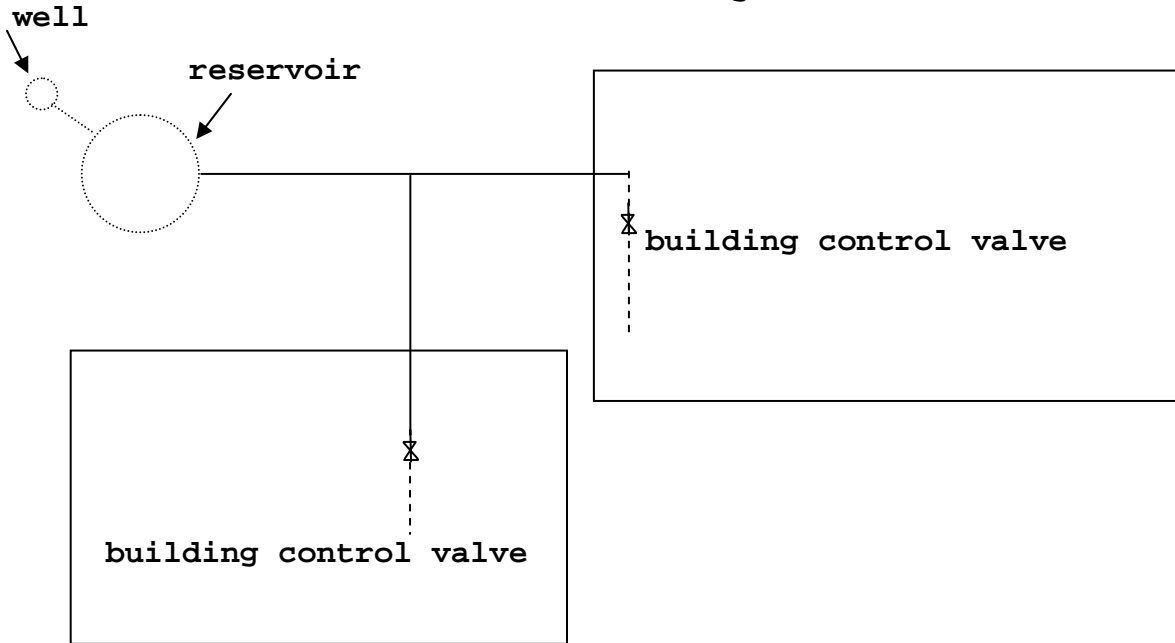 well
reservoir
building control valve
building control valve